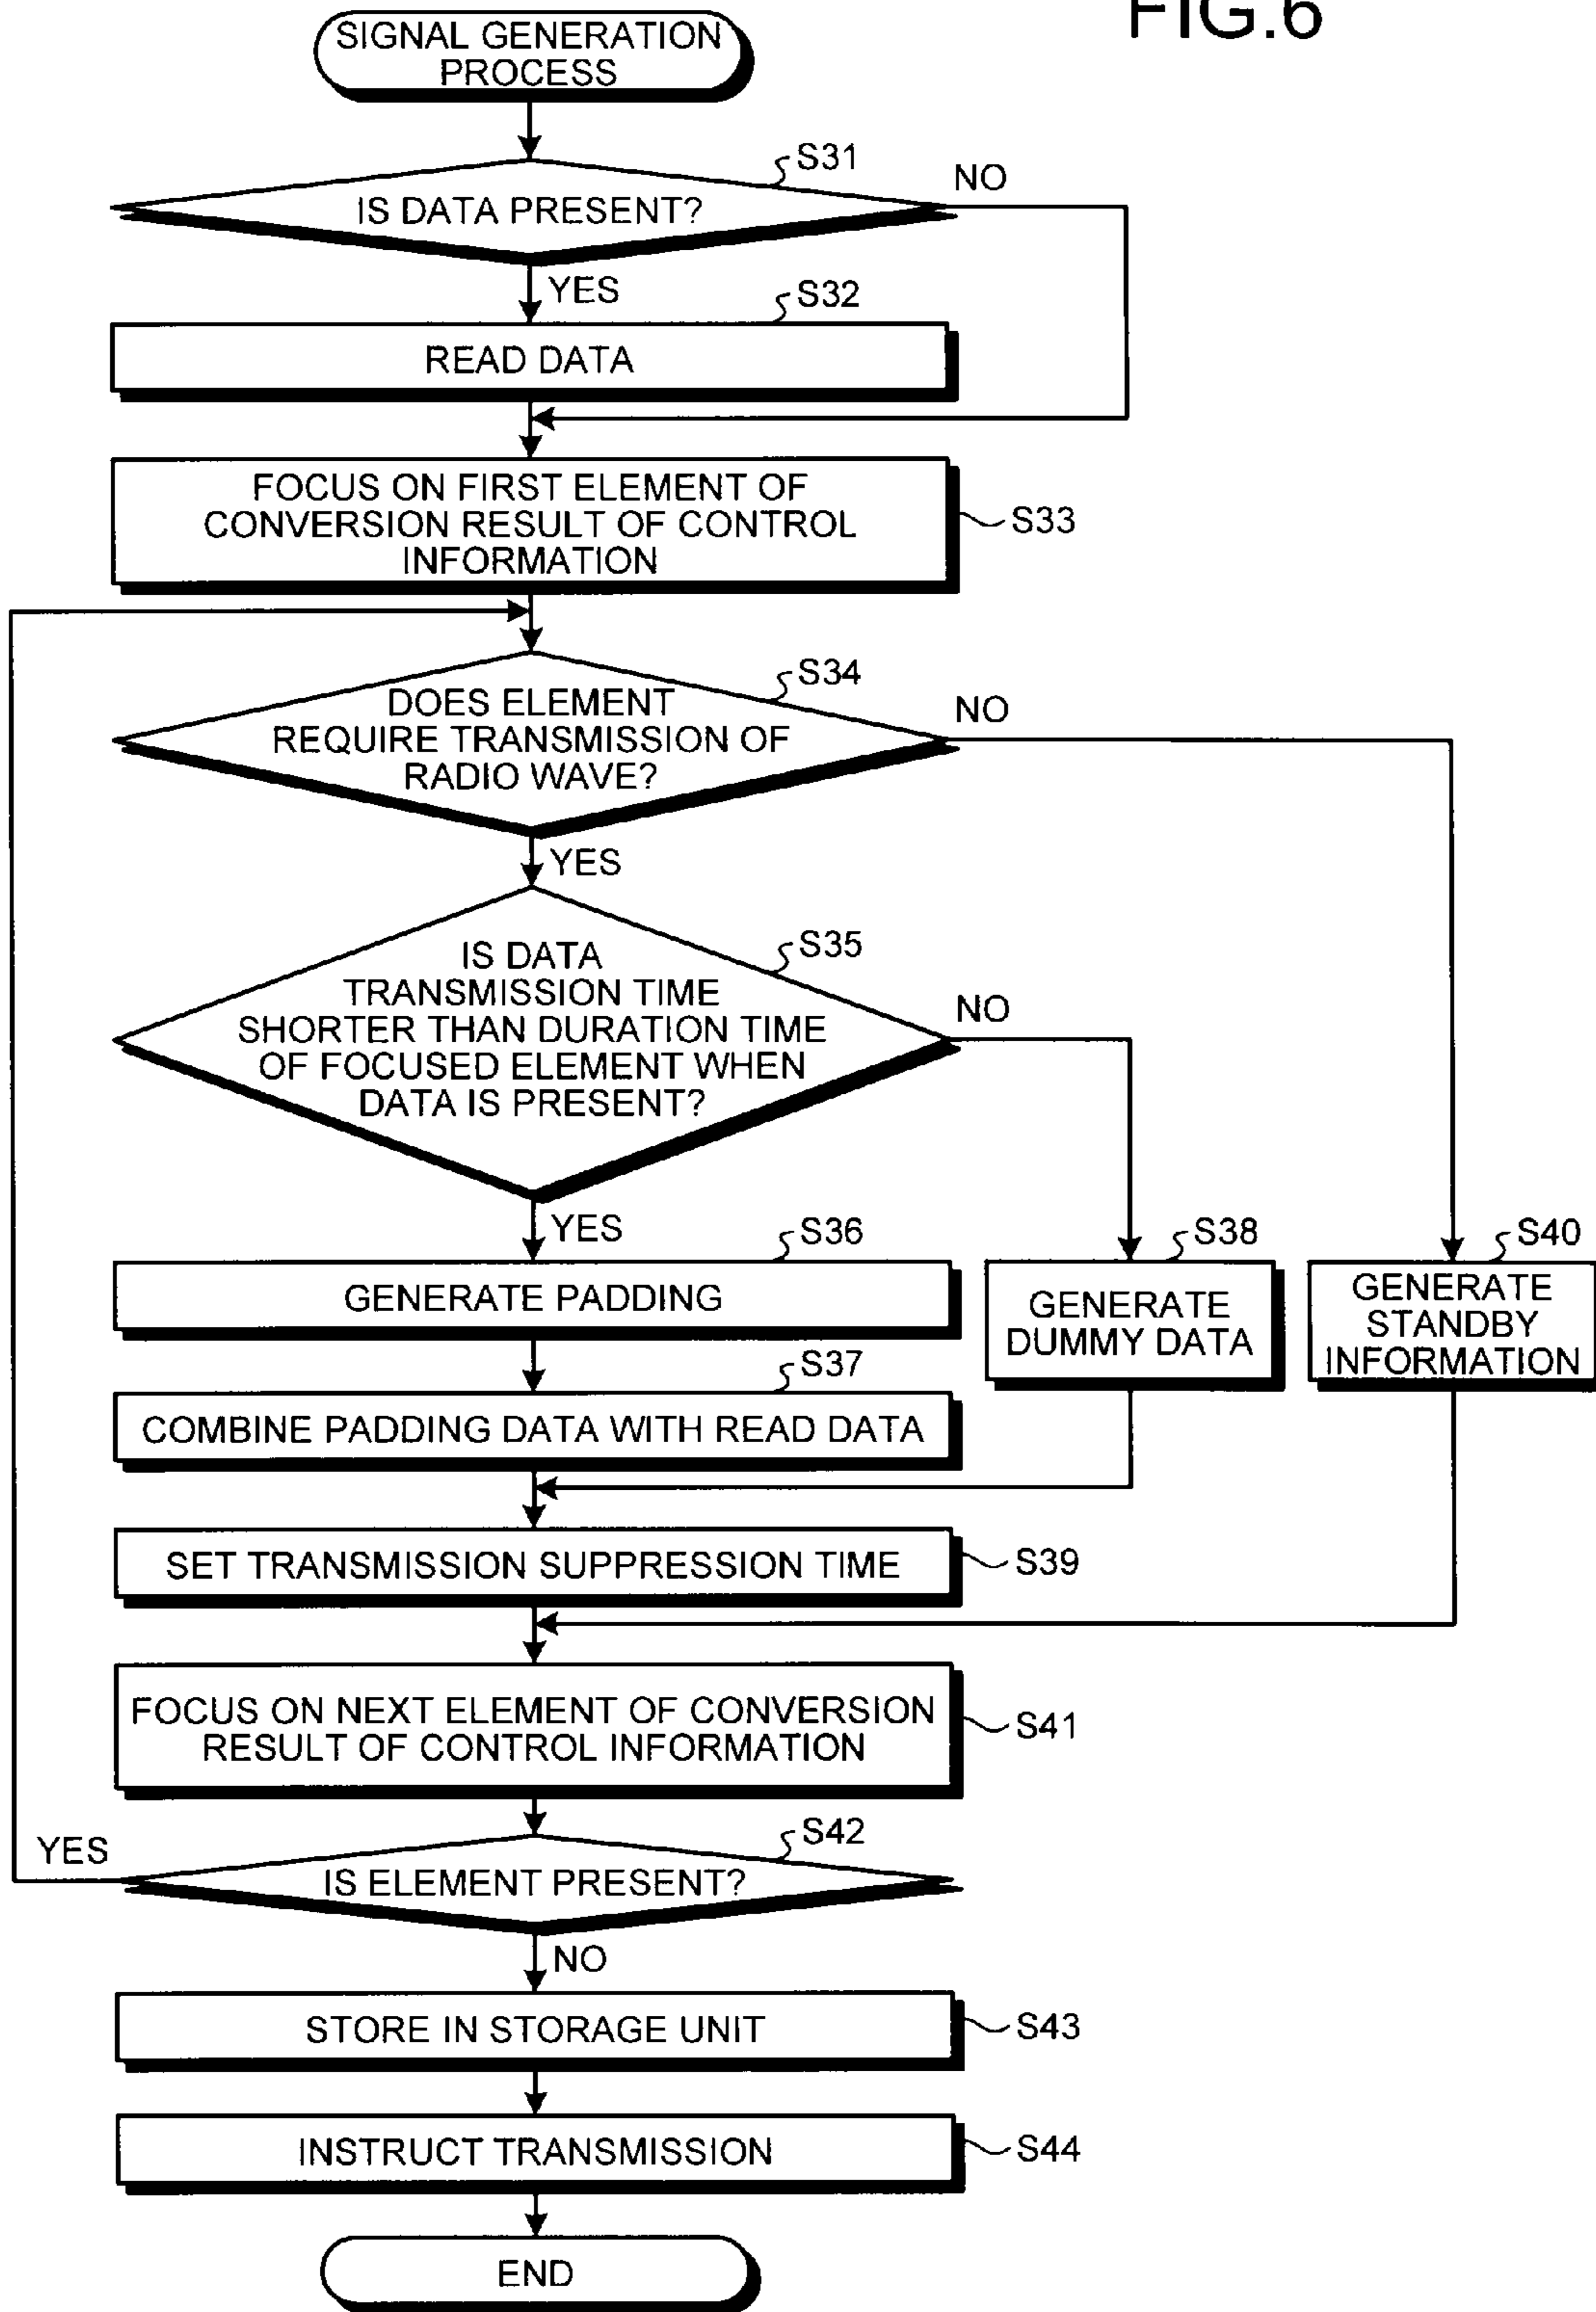 FIG.6
SIGNAL GENERATION
PROCESS
S31
NO
IS DATA PRESENT?
YES
S32
READ DATA
FOCUS ON FIRST ELEMENT OF
CONVERSION RESULT OF CONTROL
INFORMATION
S33
S34
NO
DOES ELEMENT
REQUIRE TRANSMISSION OF
RADIO WAVE?
YES
S35
NO
IS DATA
TRANSMISSION TIME
SHORTER THAN DURATION TIME
OF FOCUSED ELEMENT WHEN
DATA IS PRESENT?
YES
S36
GENERATE PADDING
S38
GENERATE
DUMMY DATA
S40
GENERATE
STANDBY
INFORMATION
S37
COMBINE PADDING DATA WITH READ DATA
SET TRANSMISSION SUPPRESSION TIME
S39
FOCUS ON NEXT ELEMENT OF CONVERSION
RESULT OF CONTROL INFORMATION
S41
S42
YES
IS ELEMENT PRESENT?
NO
STORE IN STORAGE UNIT
S43
INSTRUCT TRANSMISSION
S44
END